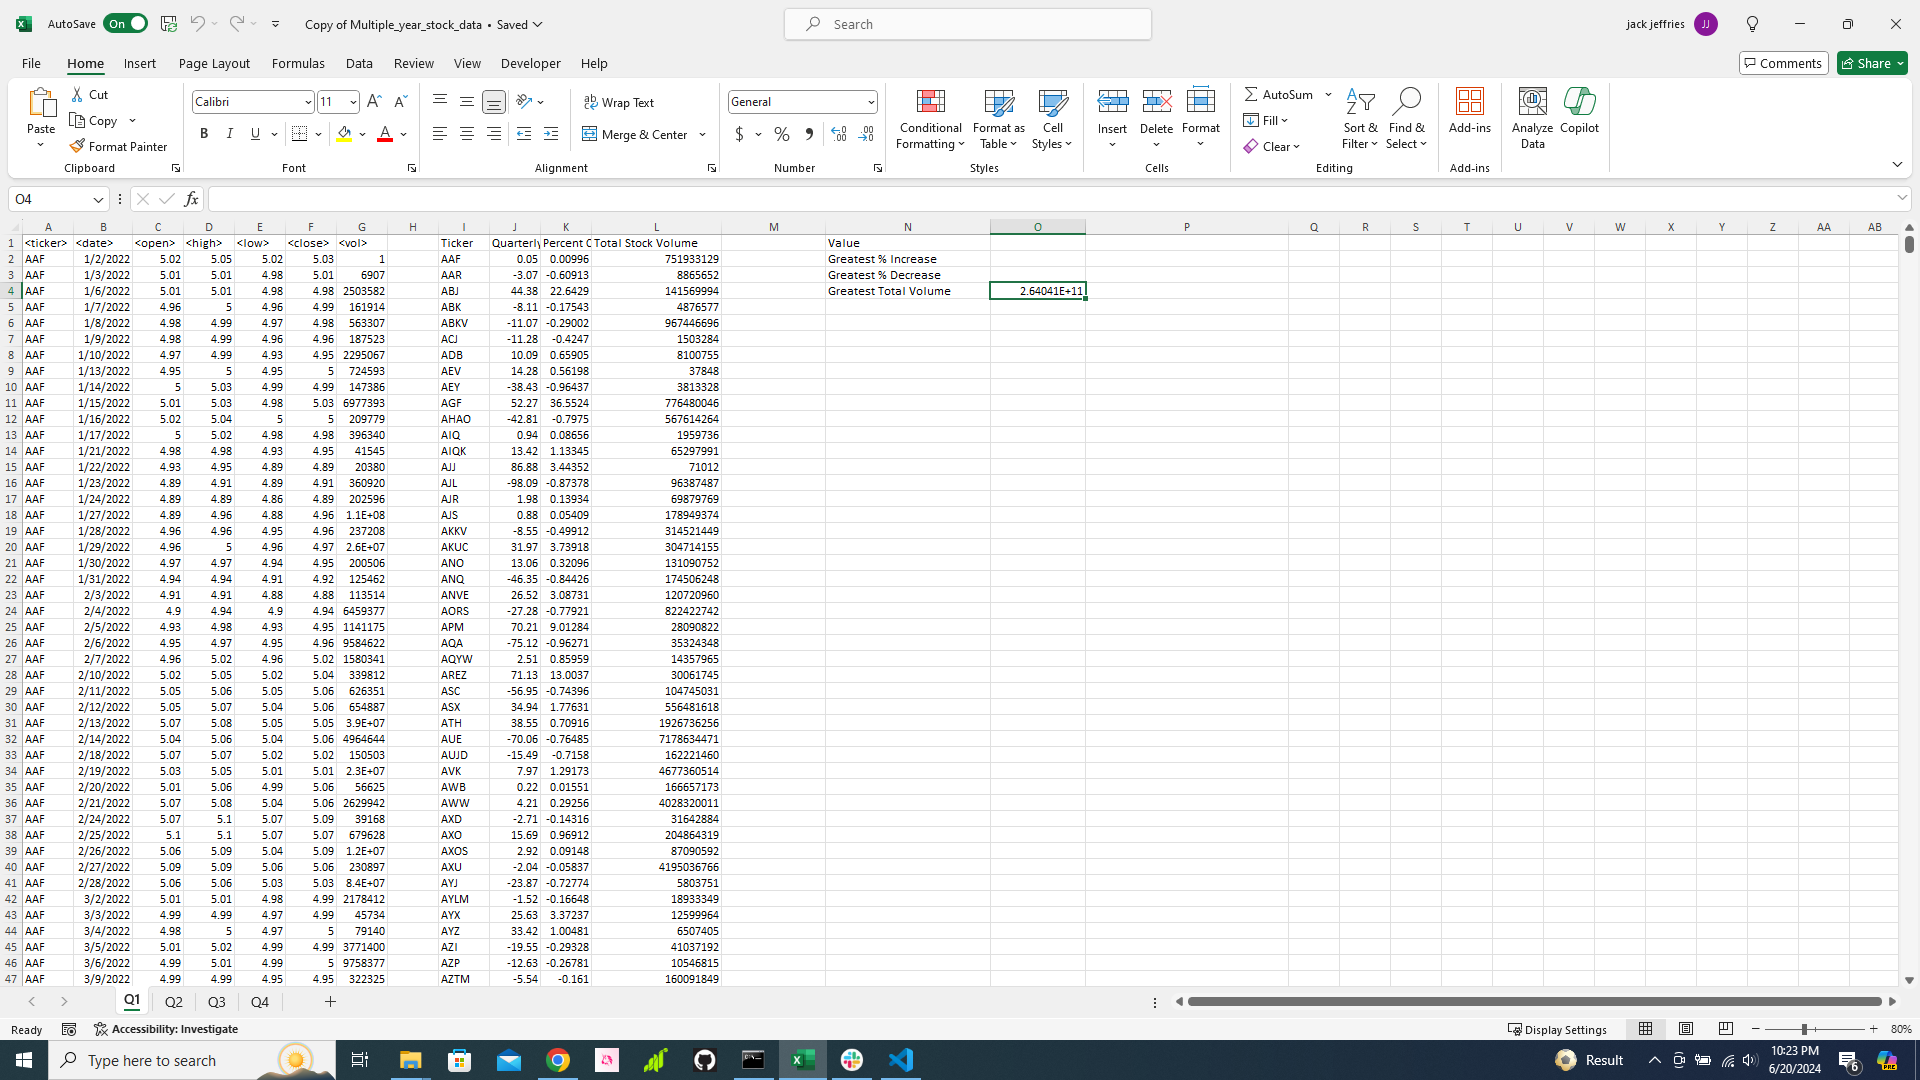 AutoSave On Copy of Multiple_year_stock_data • Saved Search jack jeffries JJ
File Home Insert Page Layout Formulas Data Review View Developer Help Comments Share
Paste Cut Copy Format Painter Clipboard
Calibri 11 B I U Font
Wrap Text Merge & Center Alignment
General $ % Number
Conditional Formatting Format as Table Cell Styles Styles
Insert Delete Format Cells
AutoSum Fill Clear Sort & Filter Find & Select Editing
Add-ins Add-ins
Analyze Data Copilot
O4 fx
A B C D E F G H I J K L M N O P Q R S T U V W X Y Z AA AB
1 <ticker> <date> <open> <high> <low> <close> <vol> Ticker Quarterly Percent C Total Stock Volume Value
2 AAF 1/2/2022 5.02 5.05 5.02 5.03 1 AAF 0.05 0.00996 751933129 Greatest % Increase
3 AAF 1/3/2022 5.01 5.01 4.98 5.01 6907 AAR -3.07 -0.60913 8865652 Greatest % Decrease
4 AAF 1/6/2022 5.01 5.01 4.98 4.98 2503582 ABJ 44.38 22.6429 141569994 Greatest Total Volume 2.64041E+11
5 AAF 1/7/2022 4.96 5 4.96 4.99 161914 ABK -8.11 -0.17543 4876577
6 AAF 1/8/2022 4.98 4.99 4.97 4.98 563307 ABKV -11.07 -0.29002 967446696
7 AAF 1/9/2022 4.98 4.99 4.96 4.96 187523 ACJ -11.28 -0.4247 1503284
8 AAF 1/10/2022 4.97 4.99 4.93 4.95 2295067 ADB 10.09 0.65905 8100755
9 AAF 1/13/2022 4.95 5 4.95 5 724593 AEV 14.28 0.56198 37848
10 AAF 1/14/2022 5 5.03 4.99 4.99 147386 AEY -38.43 -0.96437 3813328
11 AAF 1/15/2022 5.01 5.03 4.98 5.03 6977393 AGF 52.27 36.5524 776480046
12 AAF 1/16/2022 5.02 5.04 5 5 209779 AHAO -42.81 -0.7975 567614264
13 AAF 1/17/2022 5 5.02 4.98 4.98 396340 AIQ 0.94 0.08656 1959736
14 AAF 1/21/2022 4.98 4.98 4.93 4.95 41545 AIQK 13.42 1.13345 65297991
15 AAF 1/22/2022 4.93 4.95 4.89 4.89 20380 AJJ 86.88 3.44352 71012
16 AAF 1/23/2022 4.89 4.91 4.89 4.91 360920 AJL -98.09 -0.87378 96387487
17 AAF 1/24/2022 4.89 4.89 4.86 4.89 202596 AJR 1.98 0.13934 69879769
18 AAF 1/27/2022 4.89 4.96 4.88 4.96 1.1E+08 AJS 0.88 0.05409 178949374
19 AAF 1/28/2022 4.96 4.96 4.95 4.96 237208 AKKV -8.55 -0.49912 314521449
20 AAF 1/29/2022 4.96 5 4.96 4.97 2.6E+07 AKUC 31.97 3.73918 304714155
21 AAF 1/30/2022 4.97 4.97 4.94 4.95 200506 ANO 13.06 0.32096 131090752
22 AAF 1/31/2022 4.94 4.94 4.91 4.92 125462 ANQ -46.35 -0.84426 174506248
23 AAF 2/3/2022 4.91 4.91 4.88 4.88 113514 ANVE 26.52 3.08731 120720960
24 AAF 2/4/2022 4.9 4.94 4.9 4.94 6459377 AORS -27.28 -0.77921 822422742
25 AAF 2/5/2022 4.93 4.98 4.93 4.95 1141175 APM 70.21 9.01284 28090822
26 AAF 2/6/2022 4.95 4.97 4.95 4.96 9584622 AQA -75.12 -0.96271 35324348
27 AAF 2/7/2022 4.96 5.02 4.96 5.02 1580341 AQYW 2.51 0.85959 14357965
28 AAF 2/10/2022 5.02 5.05 5.02 5.04 339812 AREZ 71.13 13.0037 30061745
29 AAF 2/11/2022 5.05 5.06 5.05 5.06 626351 ASC -56.95 -0.74396 104745031
30 AAF 2/12/2022 5.05 5.07 5.04 5.06 654887 ASX 34.94 1.77631 556481618
31 AAF 2/13/2022 5.07 5.08 5.05 5.05 3.9E+07 ATH 38.55 0.70916 1926736256
32 AAF 2/14/2022 5.04 5.06 5.04 5.06 4964644 AUE -70.06 -0.76485 7178634471
33 AAF 2/18/2022 5.07 5.07 5.02 5.02 150503 AUJD -15.49 -0.7158 162221460
34 AAF 2/19/2022 5.03 5.05 5.01 5.01 2.3E+07 AVK 7.97 1.29173 4677360514
35 AAF 2/20/2022 5.01 5.06 4.99 5.06 56625 AWB 0.22 0.01551 166657173
36 AAF 2/21/2022 5.07 5.08 5.04 5.06 2629942 AWW 4.21 0.29256 4028320011
37 AAF 2/24/2022 5.07 5.1 5.07 5.09 39168 AXD -2.71 -0.14316 31642884
38 AAF 2/25/2022 5.1 5.1 5.07 5.07 679628 AXO 15.69 0.96912 204864319
39 AAF 2/26/2022 5.06 5.09 5.04 5.09 1.2E+07 AXOS 2.92 0.09148 87090592
40 AAF 2/27/2022 5.09 5.09 5.06 5.06 230897 AXU -2.04 -0.05837 4195036766
41 AAF 2/28/2022 5.06 5.06 5.03 5.03 8.4E+07 AYJ -23.87 -0.72774 5803751
42 AAF 3/2/2022 5.01 5.01 4.98 4.99 2178412 AYLM -1.52 -0.16648 18933349
43 AAF 3/3/2022 4.99 4.99 4.97 4.99 45734 AYX 25.63 3.37237 12599964
44 AAF 3/4/2022 4.98 5 4.97 5 79140 AYZ 33.42 1.00481 6507405
45 AAF 3/5/2022 5.01 5.02 4.99 4.99 3771400 AZI -19.55 -0.29328 41037192
46 AAF 3/6/2022 4.99 5.01 4.99 5 9758377 AZP -12.63 -0.26781 10546815
47 AAF 3/9/2022 4.99 4.99 4.95 4.95 322325 AZTM -5.54 -0.161 160091849
Q1 Q2 Q3 Q4
Ready Accessibility: Investigate Display Settings 80%
Type here to search Result 10:23 PM 6/20/2024 6